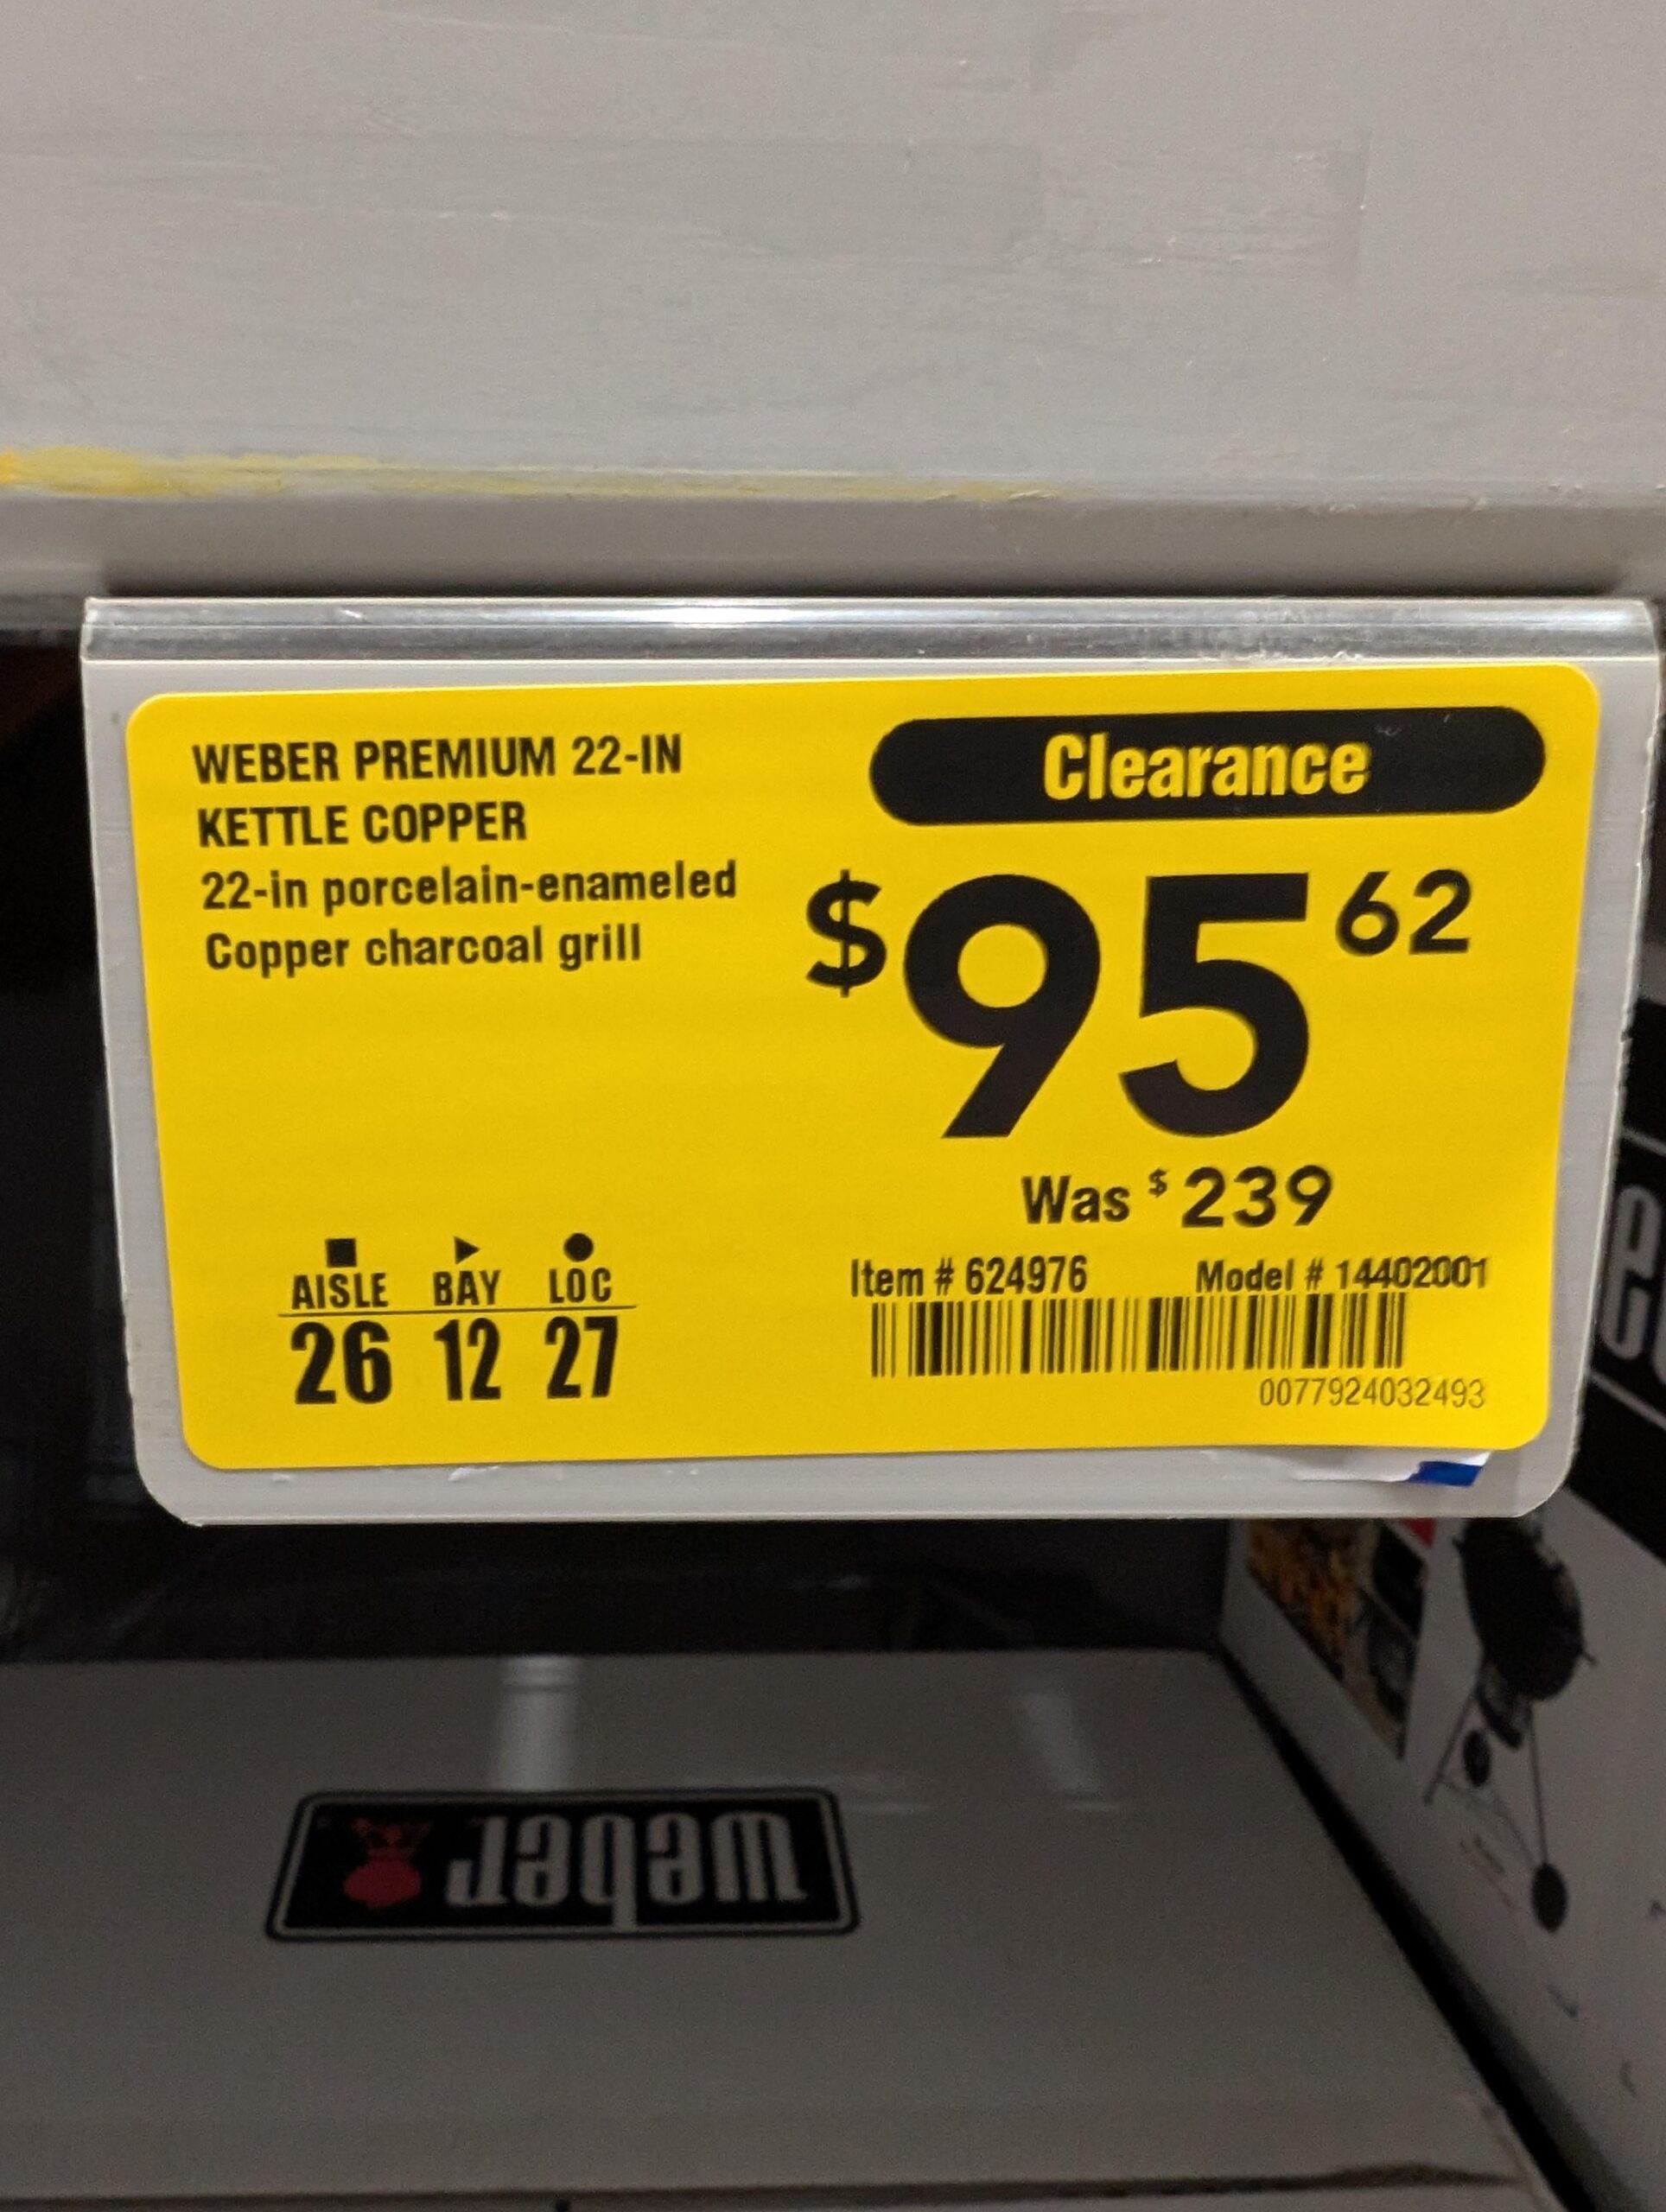 WEBER PREMIUM 22-IN
KETTLE COPPER
22-in porcelain-enameled
Copper charcoal grill
Clearance
$95 62
Was $239
Item # 624976 Model # 14402001
0077924032493
AISLE BAY LOC
26 12 27
weber